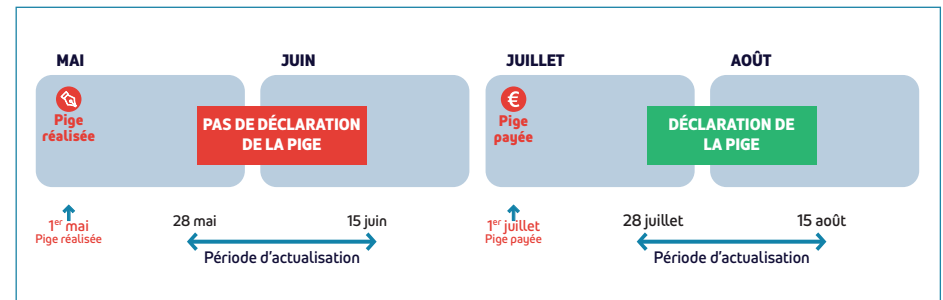 MAI
JUIN
JUILLET
AOÛT
Pige
réalisée
PAS DE DÉCLARATION
DE LA PIGE
€
Pige
payée
DÉCLARATION DE
LA PIGE
1er mai
Pige réalisée
28 mai
15 juin
Période d'actualisation
1er juillet
Pige payée
28 juillet
15 août
Période d'actualisation